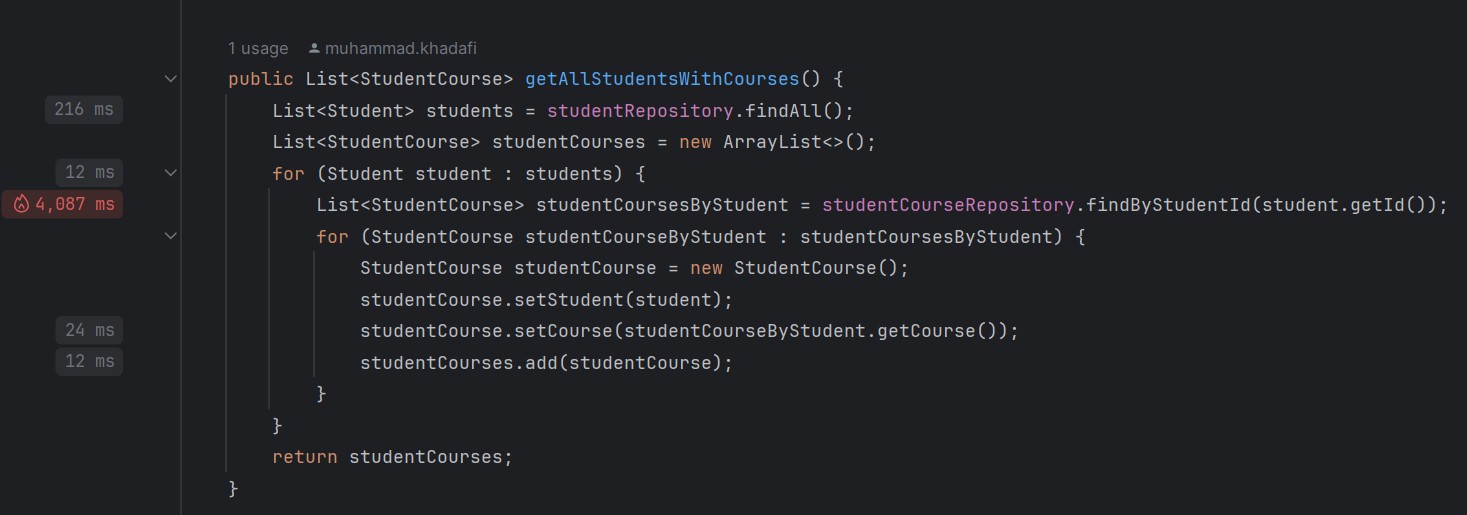 1 usage muhammad.khadafi
public List<StudentCourse> getAllStudentsWithCourses() {
216 ms List<Student> students = studentRepository.findAll();
List<StudentCourse> studentCourses = new ArrayList<>();
12 ms for (Student student : students) {
4,087 ms List<StudentCourse> studentCoursesByStudent = studentCourseRepository.findByStudentId(student.getId());
for (StudentCourse studentCourseByStudent : studentCoursesByStudent) {
StudentCourse studentCourse = new StudentCourse();
studentCourse.setStudent(student);
24 ms studentCourse.setCourse(studentCourseByStudent.getCourse());
12 ms studentCourses.add(studentCourse);
}
}
return studentCourses;
}